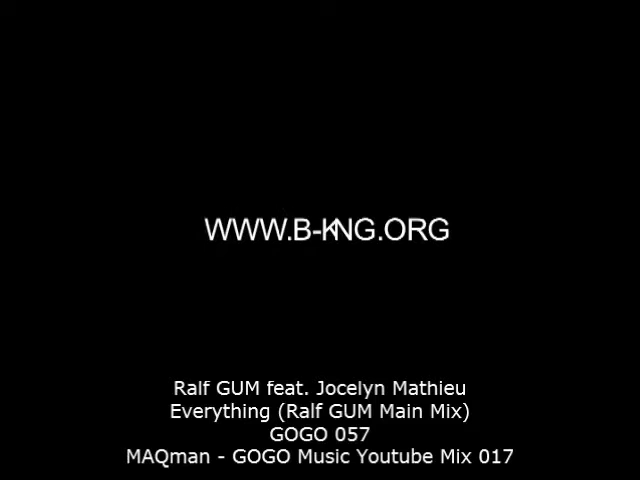 WWW.B-KNG.ORG
Ralf GUM feat. Jocelyn Mathieu
Everything (Ralf GUM Main Mix)
GOGO 057
MAQman - GOGO Music Youtube Mix 017